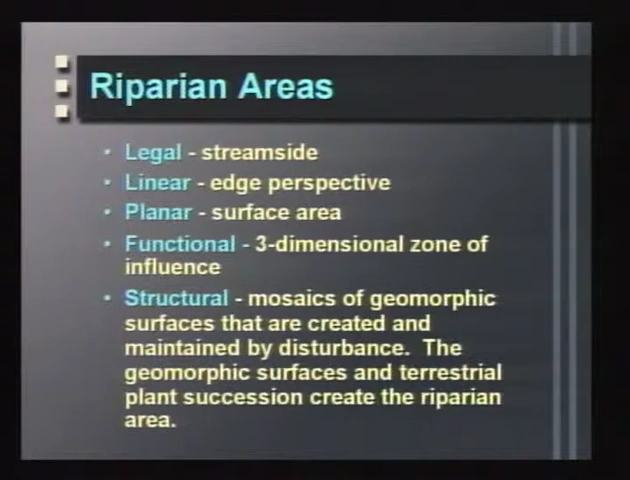 Riparian Areas
• Legal - streamside
• Linear - edge perspective
• Planar - surface area
• Functional - 3-dimensional zone of
influence
• Structural - mosaics of geomorphic
surfaces that are created and
maintained by disturbance. The
geomorphic surfaces and terrestrial
plant succession create the riparian
area.